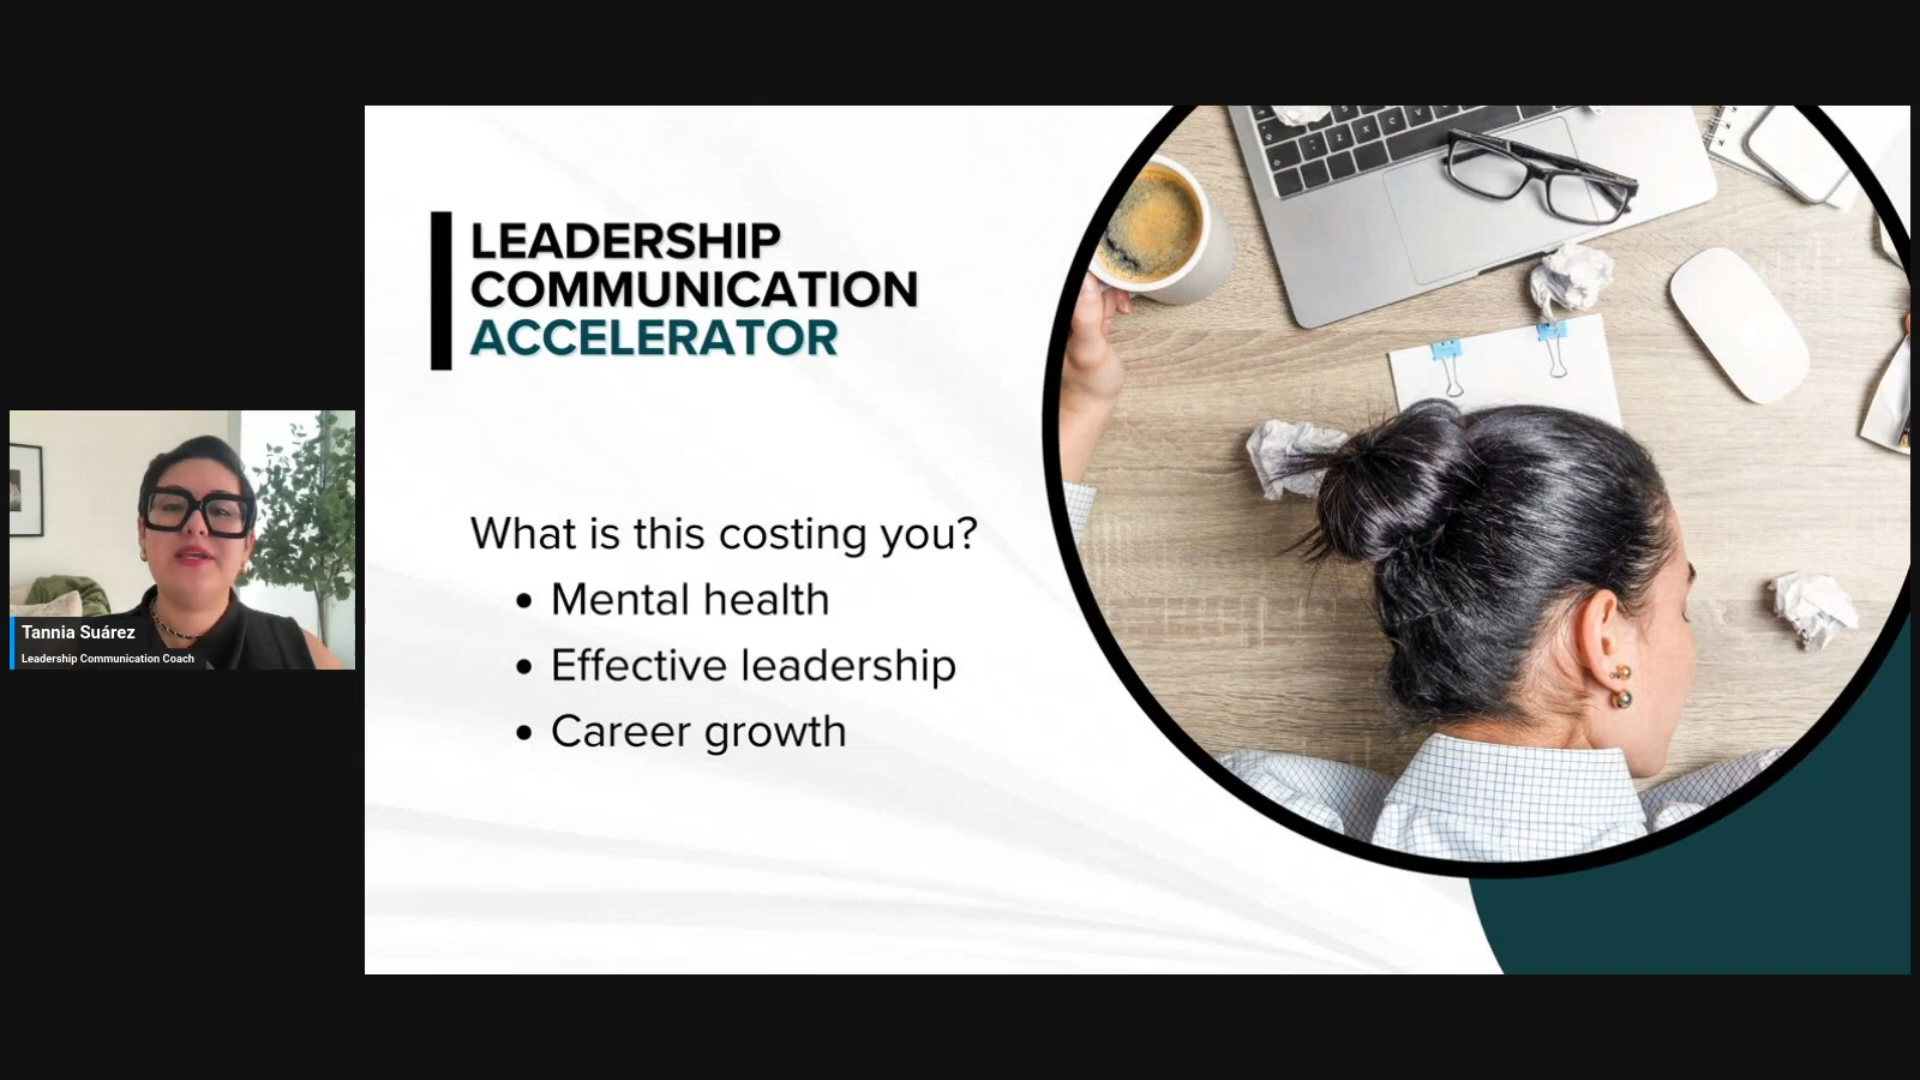 LEADERSHIP
COMMUNICATION
ACCELERATOR
What is this costing you?
• Mental health
• Effective leadership
• Career growth
Tannia Suárez
Leadership Communication Coach